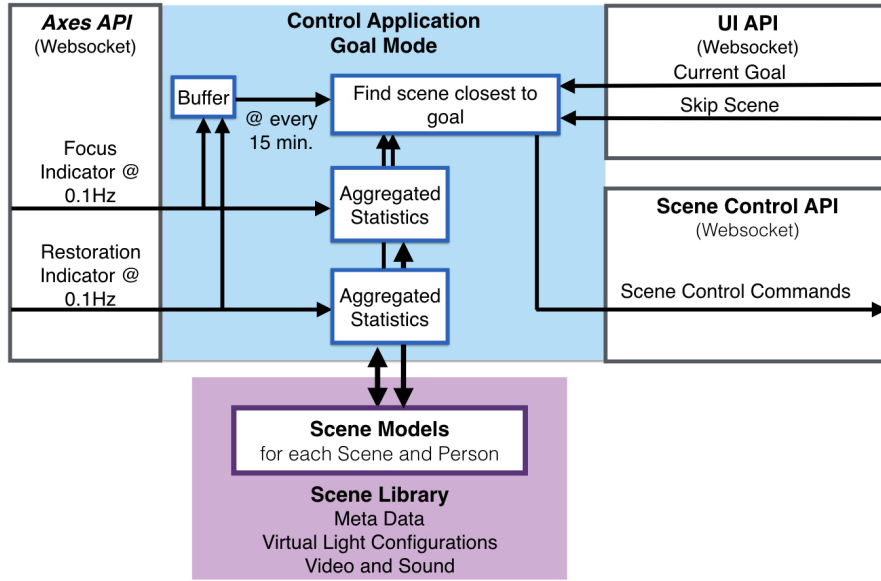 Axes API
(Websocket)
Control Application
Goal Mode
UI API
(Websocket)
Current Goal
Skip Scene
Buffer
@ every
15 min.
Find scene closest to
goal
Focus
Indicator @
0.1Hz
Aggregated
Statistics
Scene Control API
(Websocket)
Restoration
Indicator @
0.1Hz
Aggregated
Statistics
Scene Control Commands
Scene Models
for each Scene and Person
Scene Library
Meta Data
Virtual Light Configurations
Video and Sound